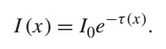 I(x) = I₀e^{−τ(x)}.